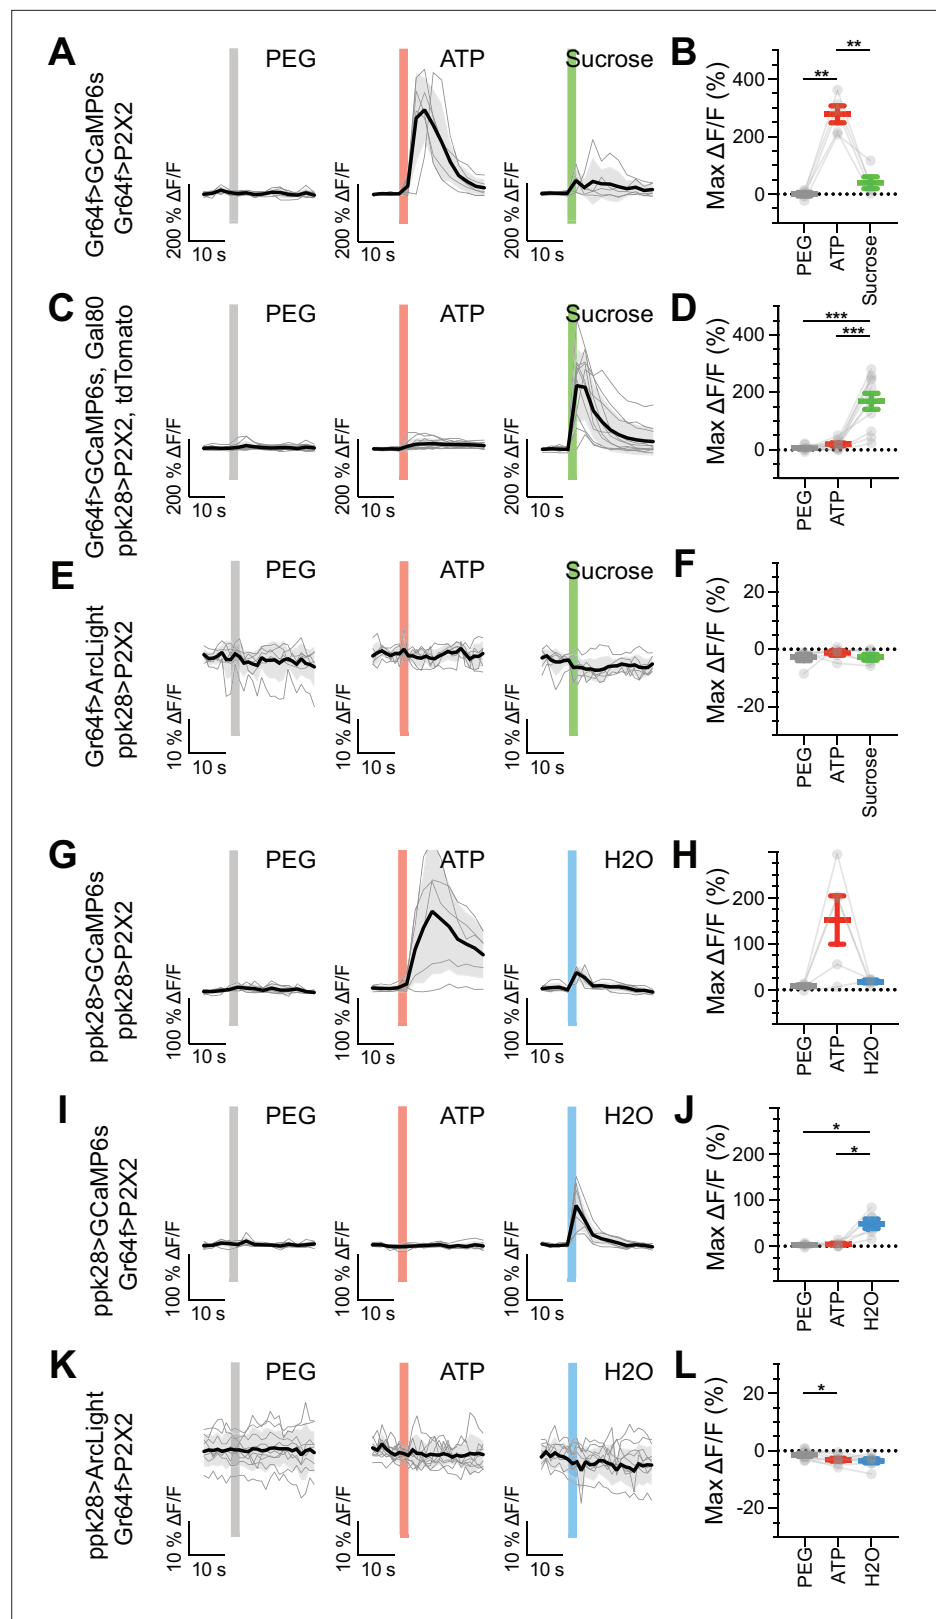 A
Gr64f>GCaMP6s
Gr64f>P2X2
PEG
ATP
Sucrose
200 % ΔF/F
10 s
200 % ΔF/F
10 s
200 % ΔF/F
10 s
B
Max ΔF/F (%)
400
200
0
**
**
PEG
ATP
Sucrose
C
Gr64f>GCaMP6s, Gal80
ppk28>P2X2, tdTomato
PEG
ATP
Sucrose
200 % ΔF/F
10 s
200 % ΔF/F
10 s
200 % ΔF/F
10 s
D
Max ΔF/F (%)
400
200
0
***
***
PEG
ATP
Sucrose
E
Gr64f>ArcLight
ppk28>P2X2
PEG
ATP
Sucrose
10 % ΔF/F
10 s
10 % ΔF/F
10 s
10 % ΔF/F
10 s
F
Max ΔF/F (%)
20
0
-20
PEG
ATP
Sucrose
G
ppk28>GCaMP6s
ppk28>P2X2
PEG
ATP
H2O
100 % ΔF/F
10 s
100 % ΔF/F
10 s
100 % ΔF/F
10 s
H
Max ΔF/F (%)
200
100
0
PEG
ATP
H2O
I
ppk28>GCaMP6s
Gr64f>P2X2
PEG
ATP
H2O
100 % ΔF/F
10 s
100 % ΔF/F
10 s
100 % ΔF/F
10 s
J
Max ΔF/F (%)
200
100
0
*
*
PEG
ATP
H2O
K
ppk28>ArcLight
Gr64f>P2X2
PEG
ATP
H2O
10 % ΔF/F
10 s
10 % ΔF/F
10 s
10 % ΔF/F
10 s
L
Max ΔF/F (%)
20
0
-20
*
PEG
ATP
H2O